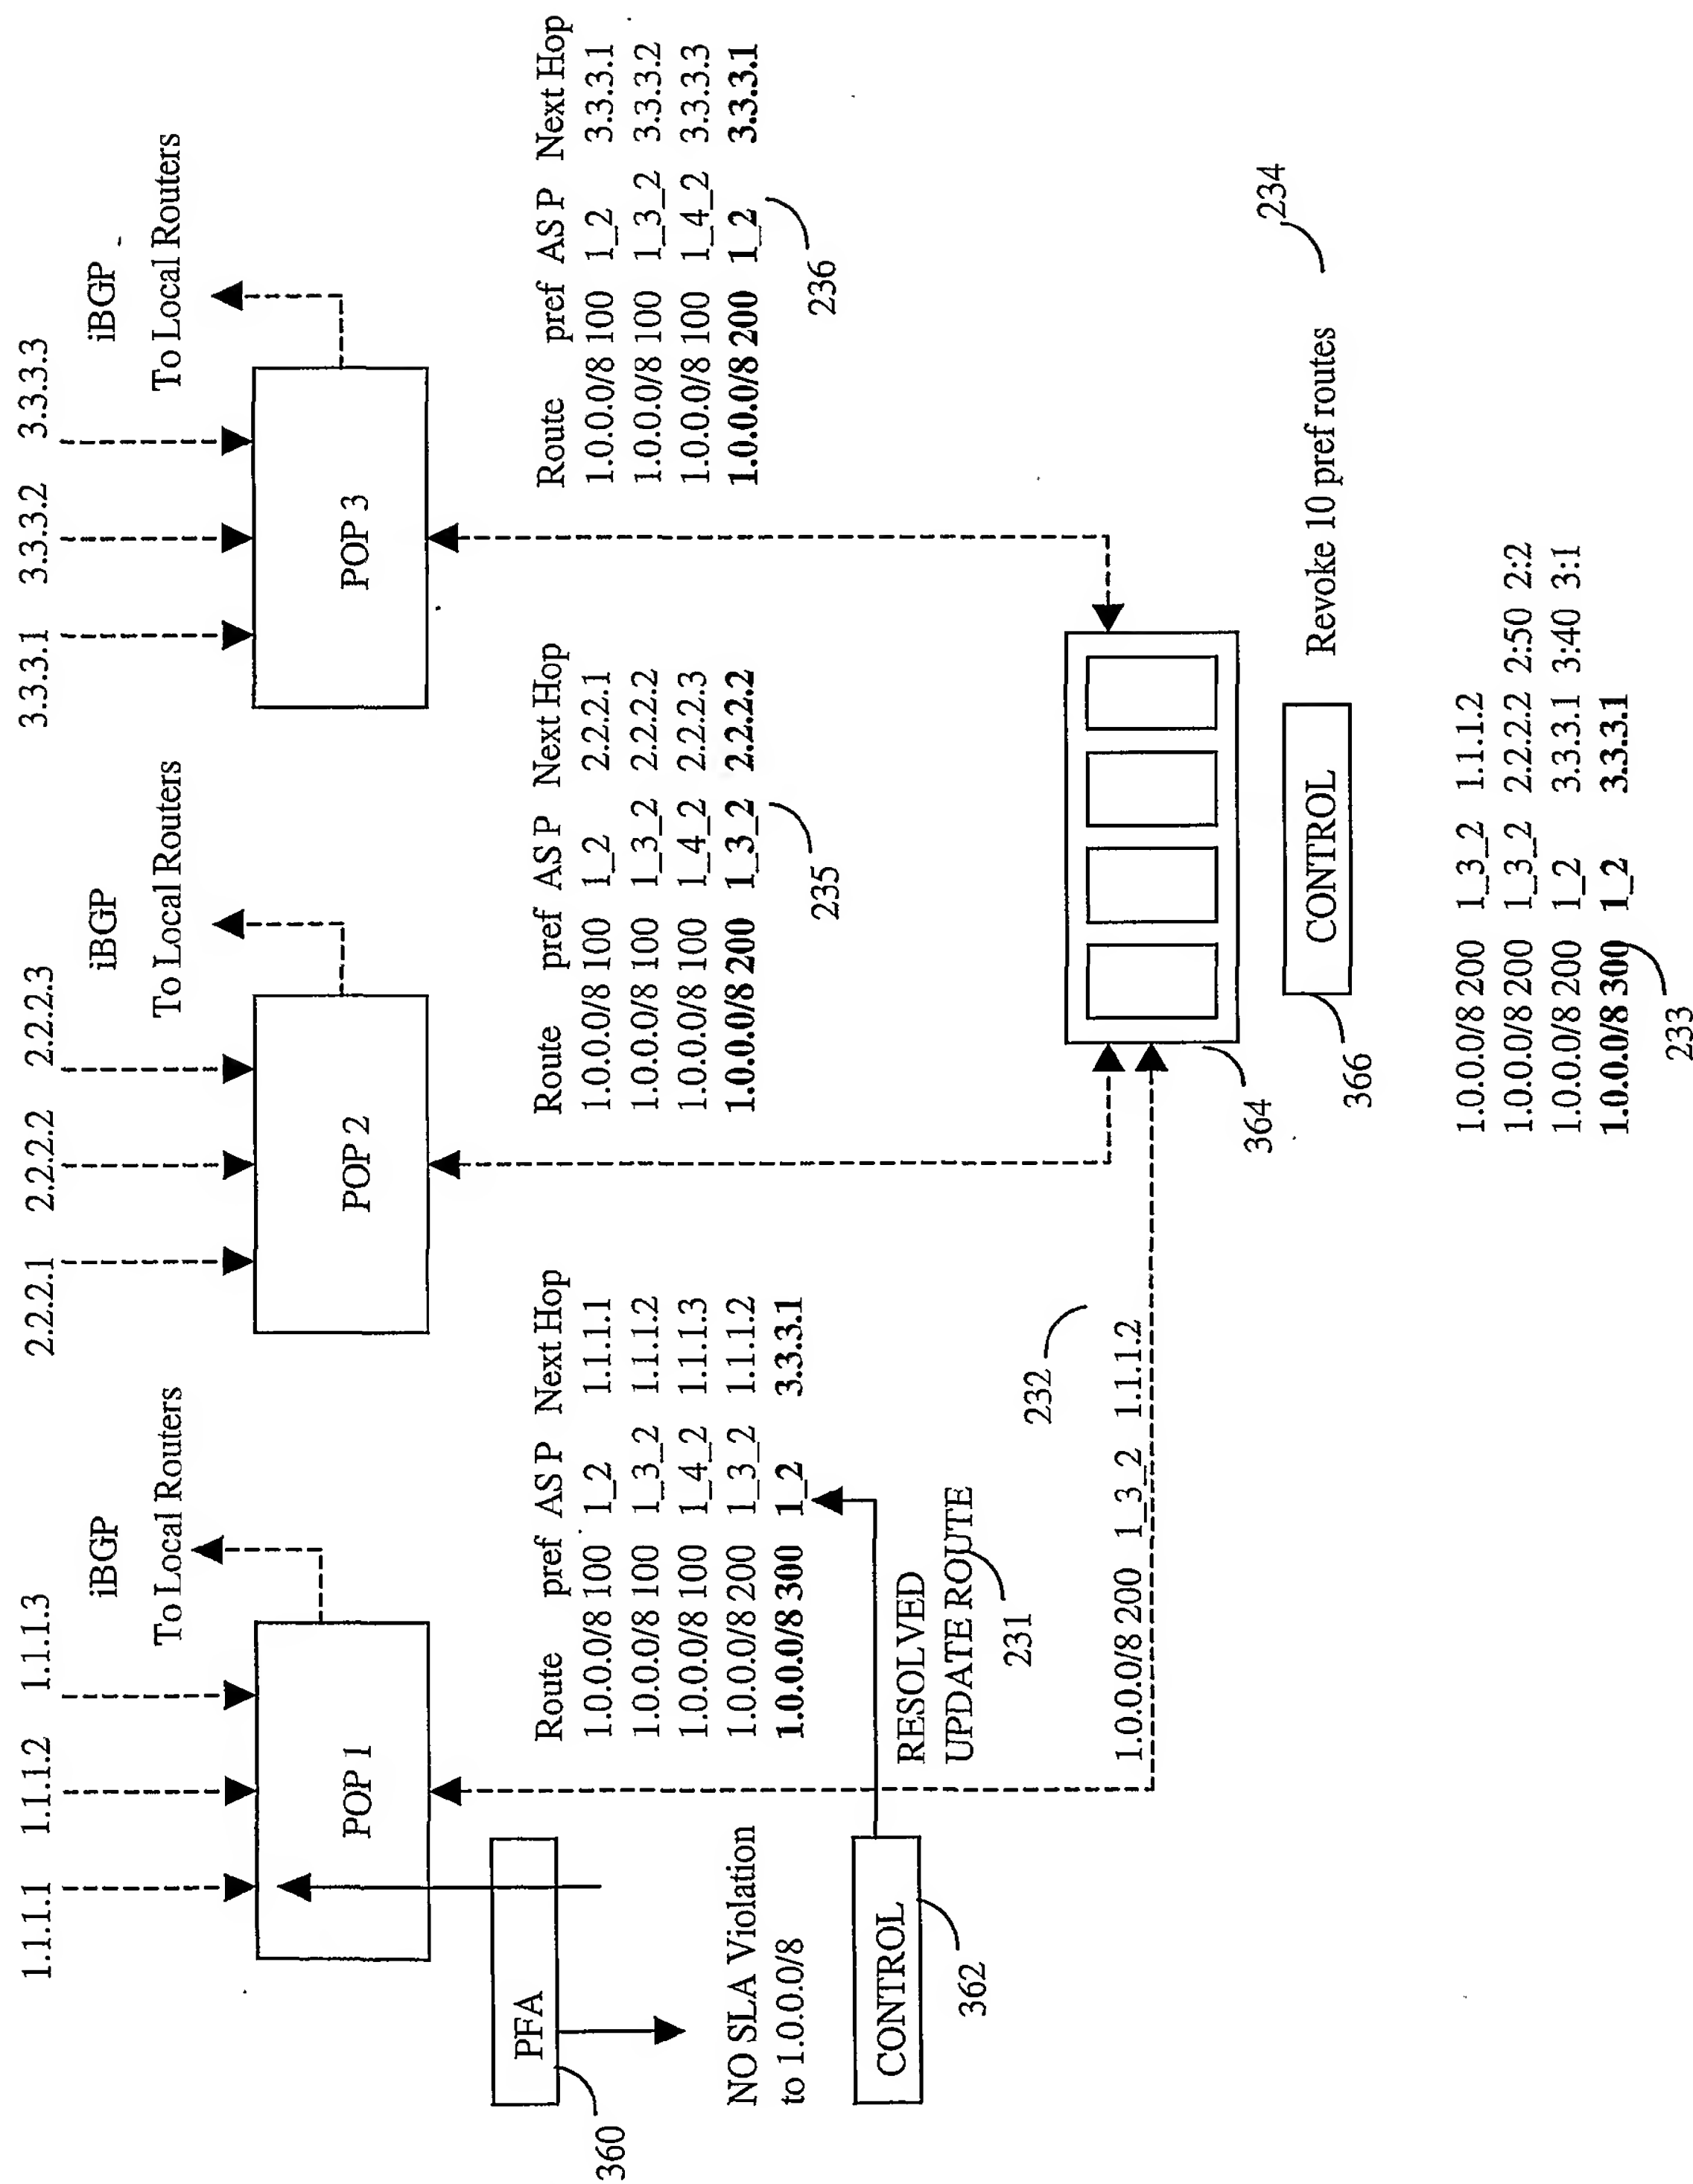 1.1.1.1 1.1.1.2 1.1.1.3
iBGP
To Local Routers
POP 1
2.2.2.1 2.2.2.2 2.2.2.3
iBGP
To Local Routers
POP 2
3.3.3.1 3.3.3.2 3.3.3.3
iBGP
To Local Routers
POP 3
PFA
360
NO SLA Violation
to 1.0.0.0/8
Route pref AS P Next Hop
1.0.0.0/8 100 1_2 1.1.1.1
1.0.0.0/8 100 1_3_2 1.1.1.2
1.0.0.0/8 100 1_4_2 1.1.1.3
1.0.0.0/8 200 1_3_2 1.1.1.2
1.0.0.0/8 300 1_2 3.3.3.1
Route pref AS P Next Hop
1.0.0.0/8 100 1_2 2.2.2.1
1.0.0.0/8 100 1_3_2 2.2.2.2
1.0.0.0/8 100 1_4_2 2.2.2.3
1.0.0.0/8 200 1_3_2 2.2.2.2
235
Route pref AS P Next Hop
1.0.0.0/8 100 1_2 3.3.3.1
1.0.0.0/8 100 1_3_2 3.3.3.2
1.0.0.0/8 100 1_4_2 3.3.3.3
1.0.0.0/8 200 1_2 3.3.3.1
236
CONTROL
362
RESOLVED
UPDATE ROUTE
231
232
1.0.0.0/8 200 1_3_2 1.1.1.2
364
CONTROL
366
Revoke 10 pref routes
234
1.0.0.0/8 200 1_3_2 1.1.1.2
1.0.0.0/8 200 1_3_2 2.2.2.2 2:50 2:2
1.0.0.0/8 200 1_2 3.3.3.1 3:40 3:1
1.0.0.0/8 300 1_2 3.3.3.1
233